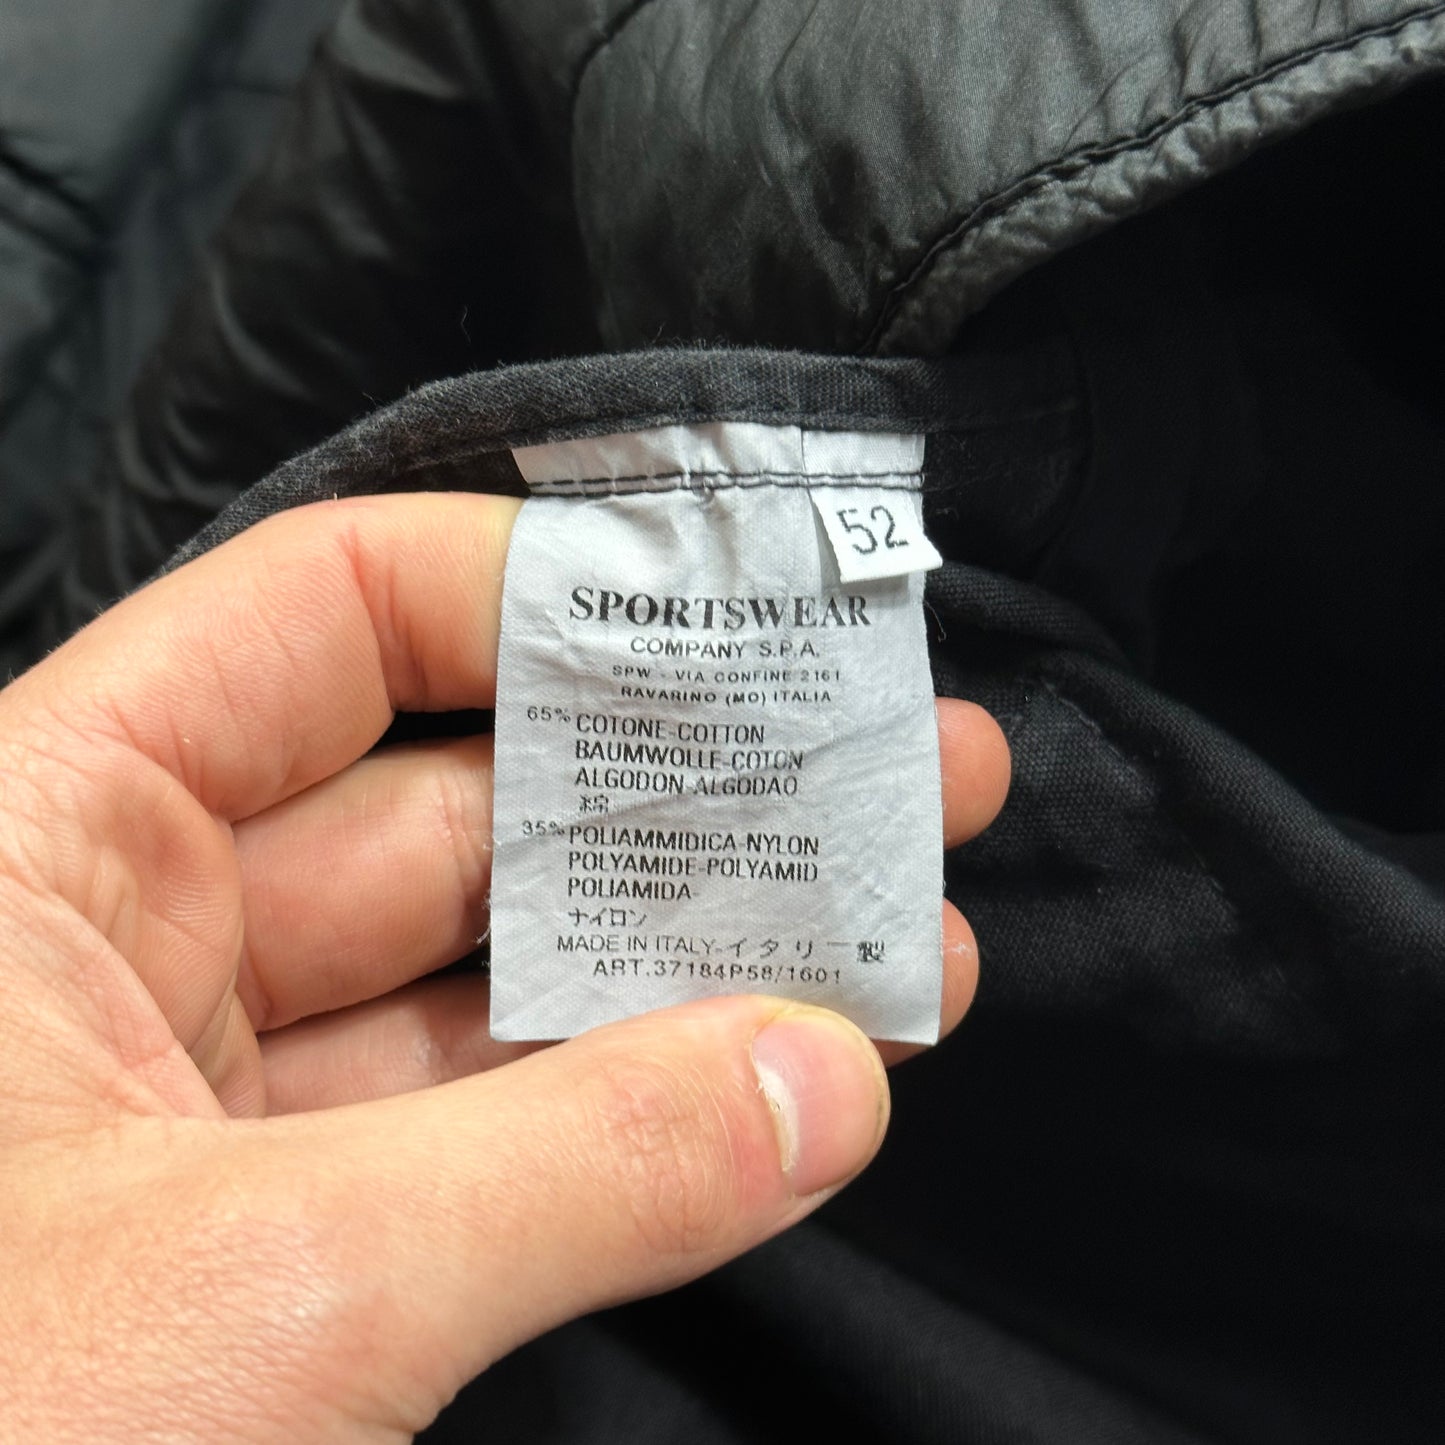 52
SPORTSWEAR
COMPANY S.P.A.
SPW - VIA CONFINE 2161
RAVARINO (MO) ITALIA
65% COTONE-COTTON
BAUMWOLLE-COTON
ALGODON-ALGODAO
綿
35% POLIAMMIDICA-NYLON
POLYAMIDE-POLYAMID
POLIAMIDA-
ナイロン
MADE IN ITALY-イタリー製
ART.37184P58/1601